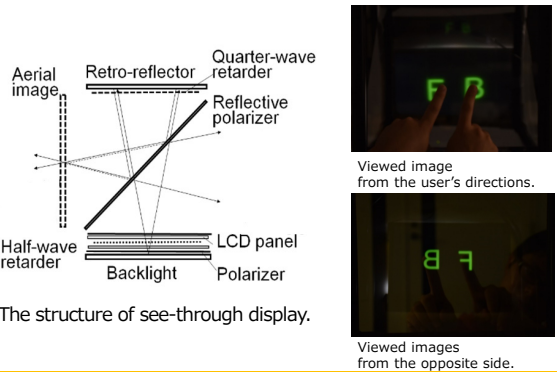 Aerial
image
Retro-reflector
Quarter-wave
retarder
Reflective
polarizer
Half-wave
retarder
LCD panel
Backlight
Polarizer
The structure of see-through display.
F B
Viewed image
from the user's directions.
B F
Viewed images
from the opposite side.